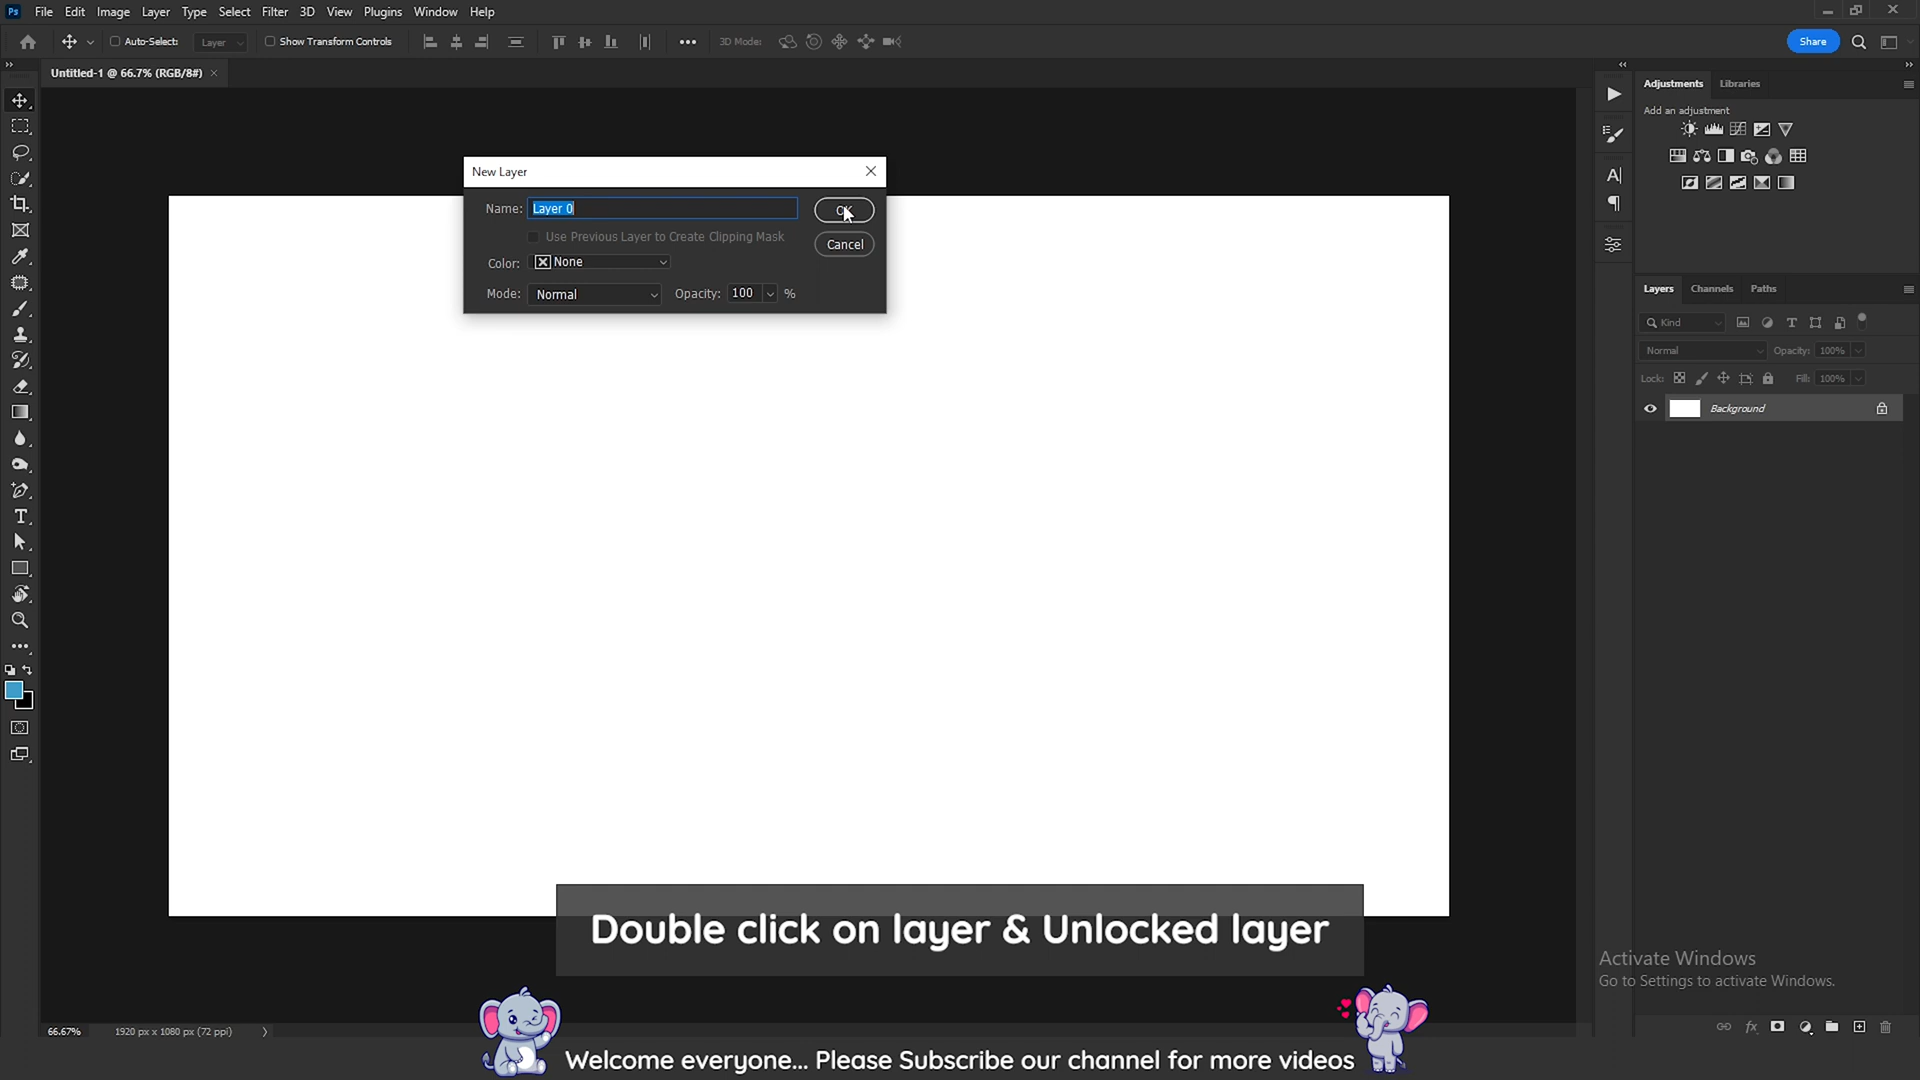 Ps File Edit Image Layer Type Select Filter 3D View Plugins Window Help
Auto-Select: Layer Show Transform Controls 3D Mode: Share
Untitled-1 @ 66.7% (RGB/8#)
Adjustments Libraries
Add an adjustment
New Layer
Name: Layer 0 OK
Use Previous Layer to Create Clipping Mask
Cancel
Color: None
Mode: Normal Opacity: 100 %
Layers Channels Paths
Kind
Normal Opacity: 100%
Lock: Fill: 100%
Background
Double click on layer & Unlocked layer
Activate Windows
Go to Settings to activate Windows.
66.67% 1920 px x 1080 px (72 ppi)
Welcome everyone... Please Subscribe our channel for more videos